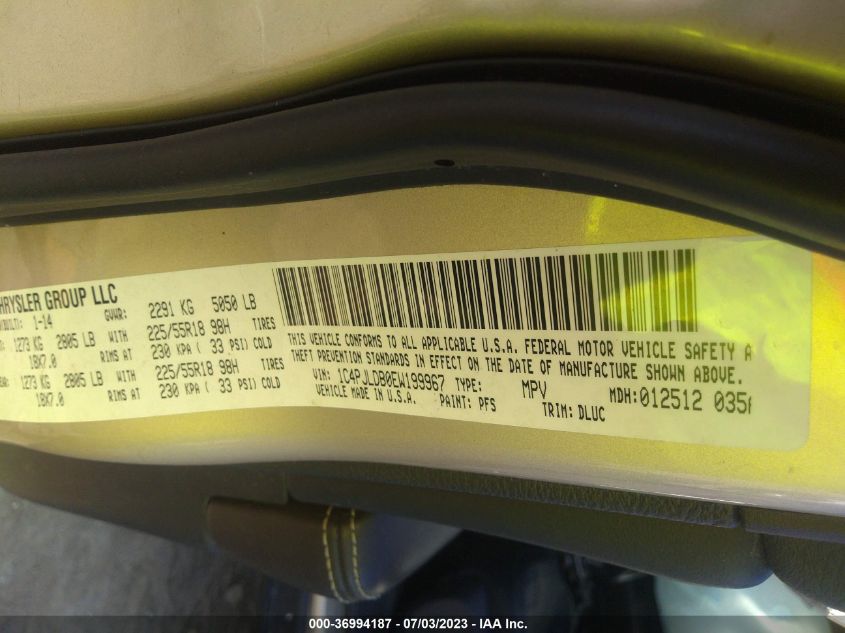 HRYSLER GROUP LLC
BUILT: 1-14 GVWR: 2291 KG 5050 LB
1273 KG 2805 LB WITH 225/55R18 98H TIRES
18X7.0 RIMS AT 230 KPA ( 33 PSI) COLD
EAR: 1273 KG 2805 LB WITH 225/55R18 98H TIRES
18X7.0 RIMS AT 230 KPA ( 33 PSI) COLD
THIS VEHICLE CONFORMS TO ALL APPLICABLE U.S.A. FEDERAL MOTOR VEHICLE SAFETY A
THEFT PREVENTION STANDARDS IN EFFECT ON THE DATE OF MANUFACTURE SHOWN ABOVE.
VIN: 1C4PJLDB0EW199967 TYPE: MPV MDH: 012512 035
VEHICLE MADE IN U.S.A. PAINT: PFS TRIM: DLUC
000-36994187 - 07/03/2023 - IAA Inc.